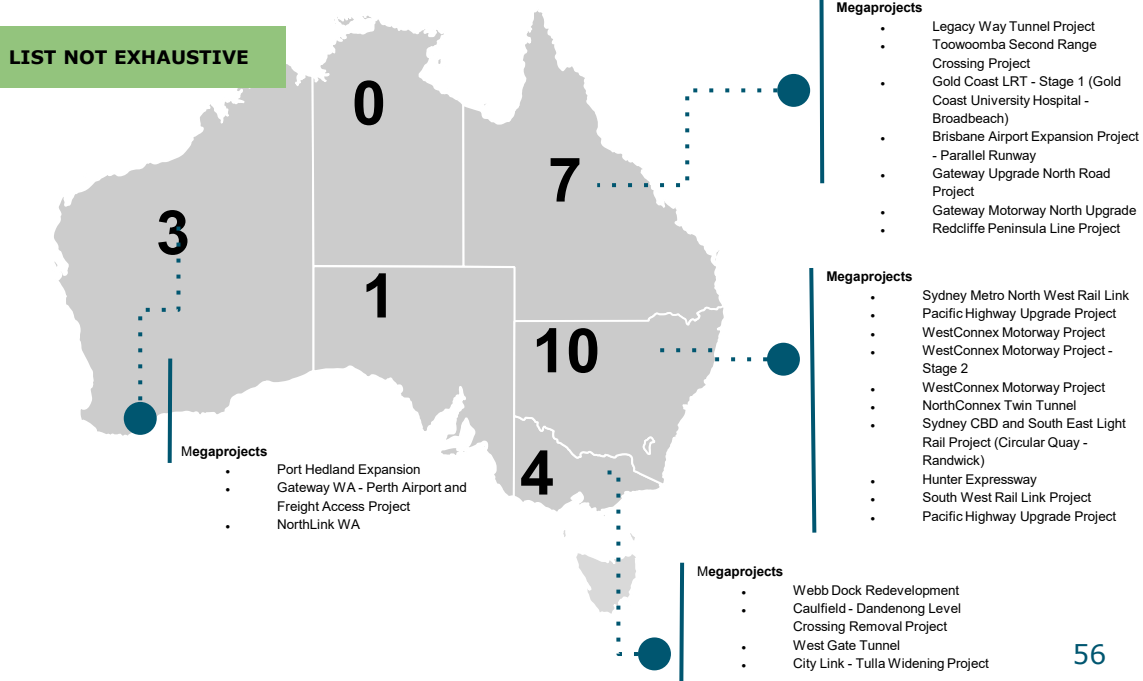 LIST NOT EXHAUSTIVE
0
7
3
1
10
4
Megaprojects
• Legacy Way Tunnel Project
• Toowoomba Second Range
Crossing Project
• Gold Coast LRT - Stage 1 (Gold
Coast University Hospital -
Broadbeach)
• Brisbane Airport Expansion Project
- Parallel Runway
• Gateway Upgrade North Road
Project
• Gateway Motorway North Upgrade
• Redcliffe Peninsula Line Project
Megaprojects
• Sydney Metro North West Rail Link
• Pacific Highway Upgrade Project
• WestConnex Motorway Project
• WestConnex Motorway Project -
Stage 2
• WestConnex Motorway Project
• NorthConnex Twin Tunnel
• Sydney CBD and South East Light
Rail Project (Circular Quay -
Randwick)
• Hunter Expressway
• South West Rail Link Project
• Pacific Highway Upgrade Project
Megaprojects
• Port Hedland Expansion
• Gateway WA - Perth Airport and
Freight Access Project
• NorthLink WA
Megaprojects
• Webb Dock Redevelopment
• Caulfield - Dandenong Level
Crossing Removal Project
• West Gate Tunnel
• City Link - Tulla Widening Project
56